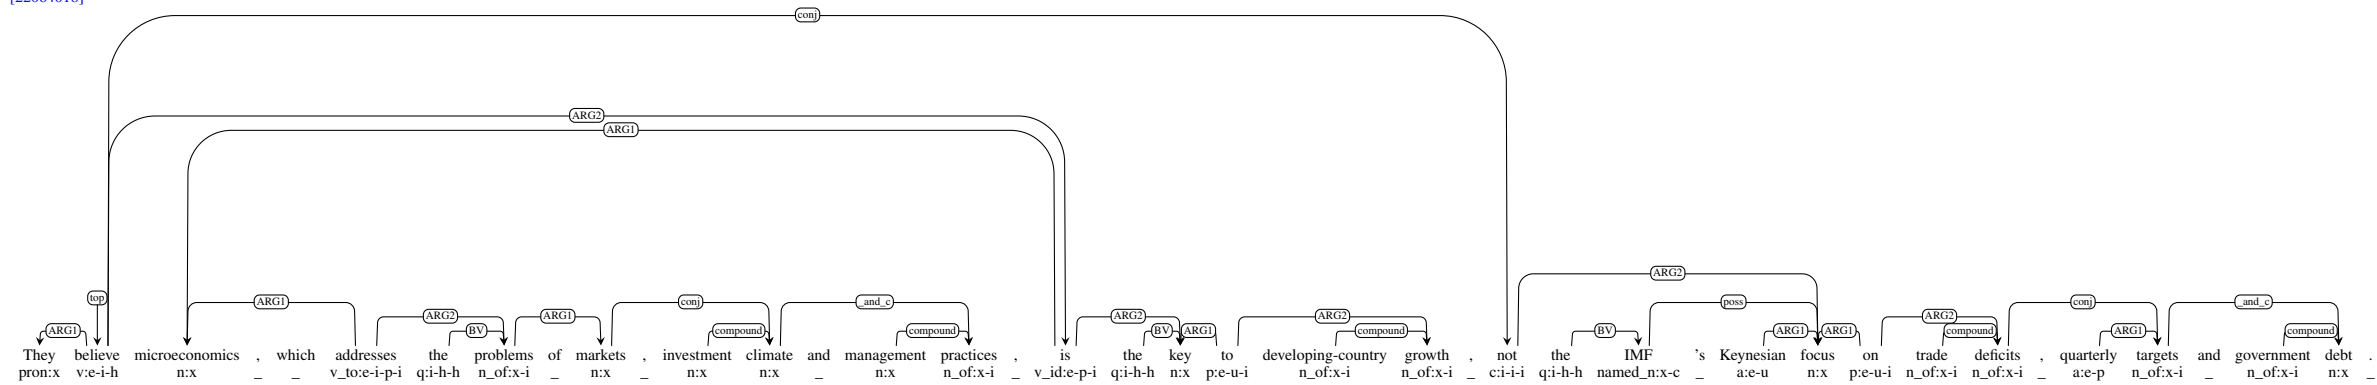 conj
ARG2
ARG1
ARG2
top ARG1 conj _and_c poss conj _and_c
ARG2 ARG1 ARG2 ARG2 ARG2
ARG1 BV compound compound BV ARG1 compound BV ARG1 ARG1 compound ARG1 compound
They believe microeconomics , which addresses the problems of markets , investment climate and management practices , is the key to developing-country growth , not the IMF 's Keynesian focus on trade deficits , quarterly targets and government debt .
pron:x v:e-i-h n:x _ _ v_to:e-i-p-i q:i-h-h n_of:x-i _ n:x _ n:x n:x _ n:x n_of:x-i _ v_id:e-p-i q:i-h-h n:x p:e-u-i n_of:x-i n_of:x-i _ c:i-i-i q:i-h-h named_n:x-c _ a:e-u n:x p:e-u-i n_of:x-i n_of:x-i _ a:e-p n_of:x-i _ n_of:x-i n:x _